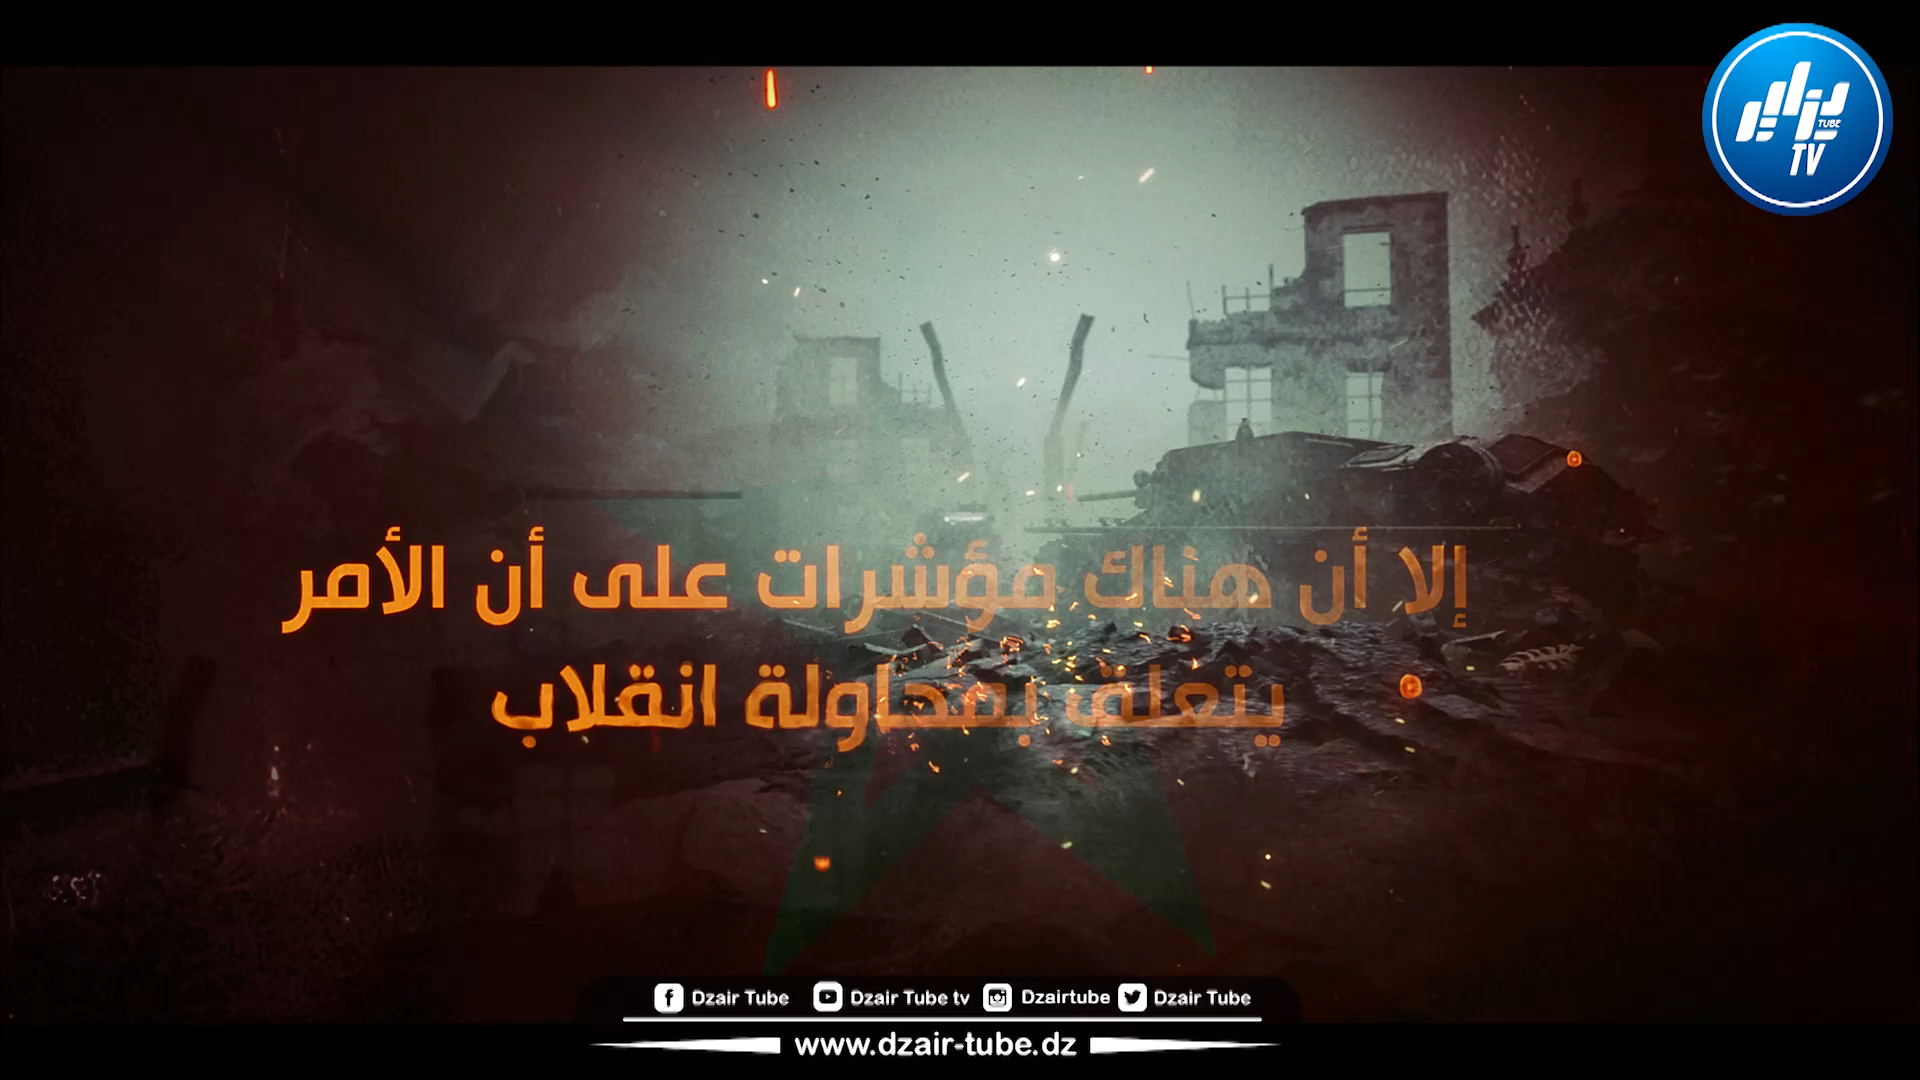 TUBE
TV
إلا أن هناك مؤشرات على أن الأمر
يتعلق بمحاولة انقلاب
Dzair Tube Dzair Tube tv Dzairtube Dzair Tube
www.dzair-tube.dz